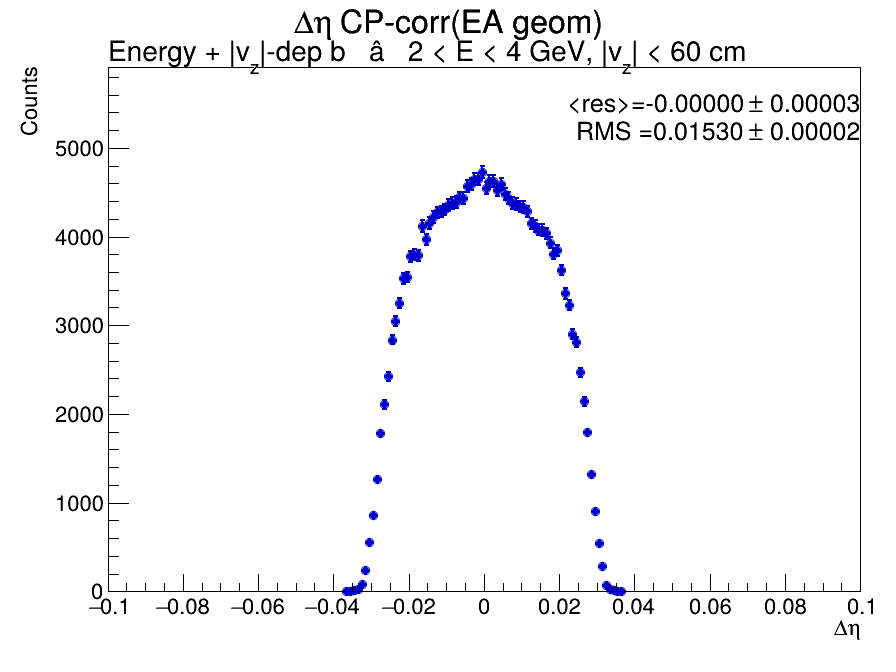 Δη CP-corr(EA geom)
Energy + |v_z|-dep b â 2 < E < 4 GeV, |v_z| < 60 cm
Counts
<res>=-0.00000 ± 0.00003
RMS =0.01530 ± 0.00002
5000
4000
3000
2000
1000
0
−0.1 −0.08 −0.06 −0.04 −0.02 0 0.02 0.04 0.06 0.08 0.1
Δη